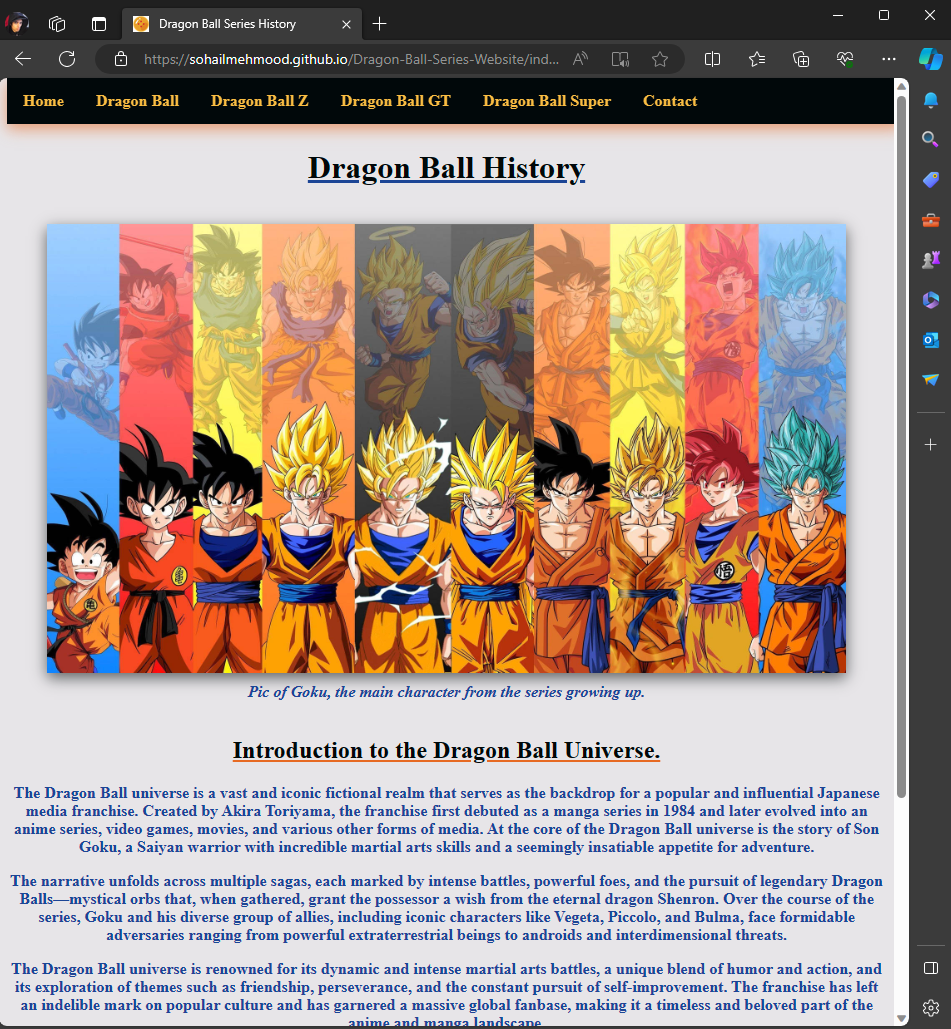 Dragon Ball Series History
https://sohailmehmood.github.io/Dragon-Ball-Series-Website/ind...
Home Dragon Ball Dragon Ball Z Dragon Ball GT Dragon Ball Super Contact
Dragon Ball History
悟
Pic of Goku, the main character from the series growing up.
Introduction to the Dragon Ball Universe.
The Dragon Ball universe is a vast and iconic fictional realm that serves as the backdrop for a popular and influential Japanese
media franchise. Created by Akira Toriyama, the franchise first debuted as a manga series in 1984 and later evolved into an
anime series, video games, movies, and various other forms of media. At the core of the Dragon Ball universe is the story of Son
Goku, a Saiyan warrior with incredible martial arts skills and a seemingly insatiable appetite for adventure.
The narrative unfolds across multiple sagas, each marked by intense battles, powerful foes, and the pursuit of legendary Dragon
Balls—mystical orbs that, when gathered, grant the possessor a wish from the eternal dragon Shenron. Over the course of the
series, Goku and his diverse group of allies, including iconic characters like Vegeta, Piccolo, and Bulma, face formidable
adversaries ranging from powerful extraterrestrial beings to androids and interdimensional threats.
The Dragon Ball universe is renowned for its dynamic and intense martial arts battles, a unique blend of humor and action, and
its exploration of themes such as friendship, perseverance, and the constant pursuit of self-improvement. The franchise has left
an indelible mark on popular culture and has garnered a massive global fanbase, making it a timeless and beloved part of the
anime and manga landscape.